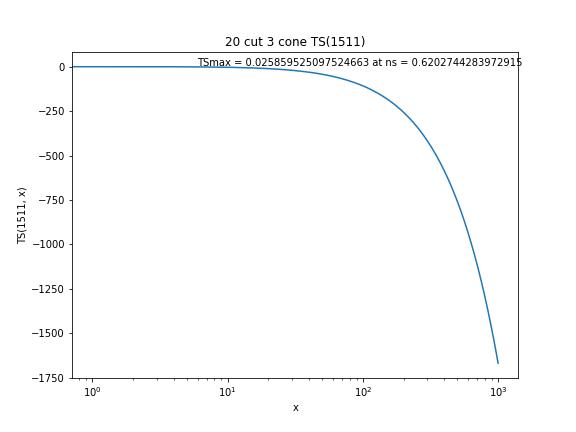 20 cut 3 cone TS(1511)
TSmax = 0.025859525097524663 at ns = 0.6202744283972915
0
−250
−500
−750
−1000
−1250
−1500
−1750
TS(1511, x)
10⁰ 10¹ 10² 10³
x